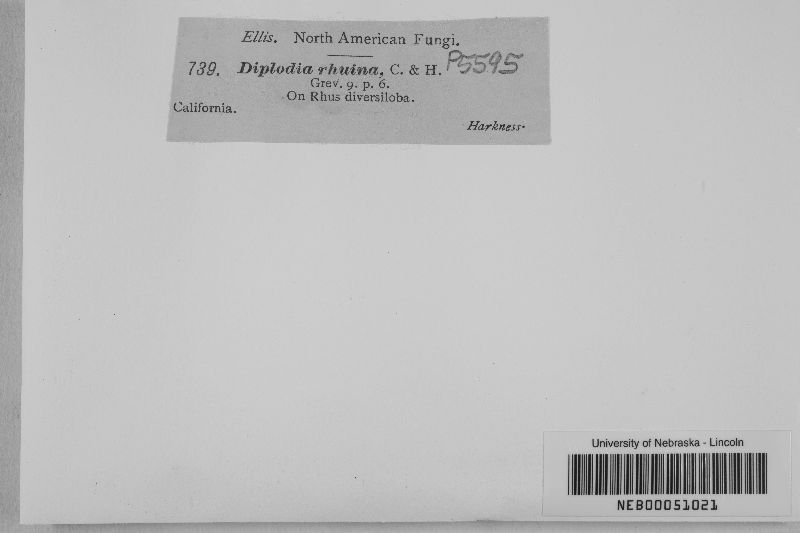 Ellis. North American Fungi.
739. Diplodia rhuina, C. & H. P5595
Grev. 9. p. 6.
On Rhus diversiloba.
California.
Harkness.
University of Nebraska - Lincoln
NEB00051021